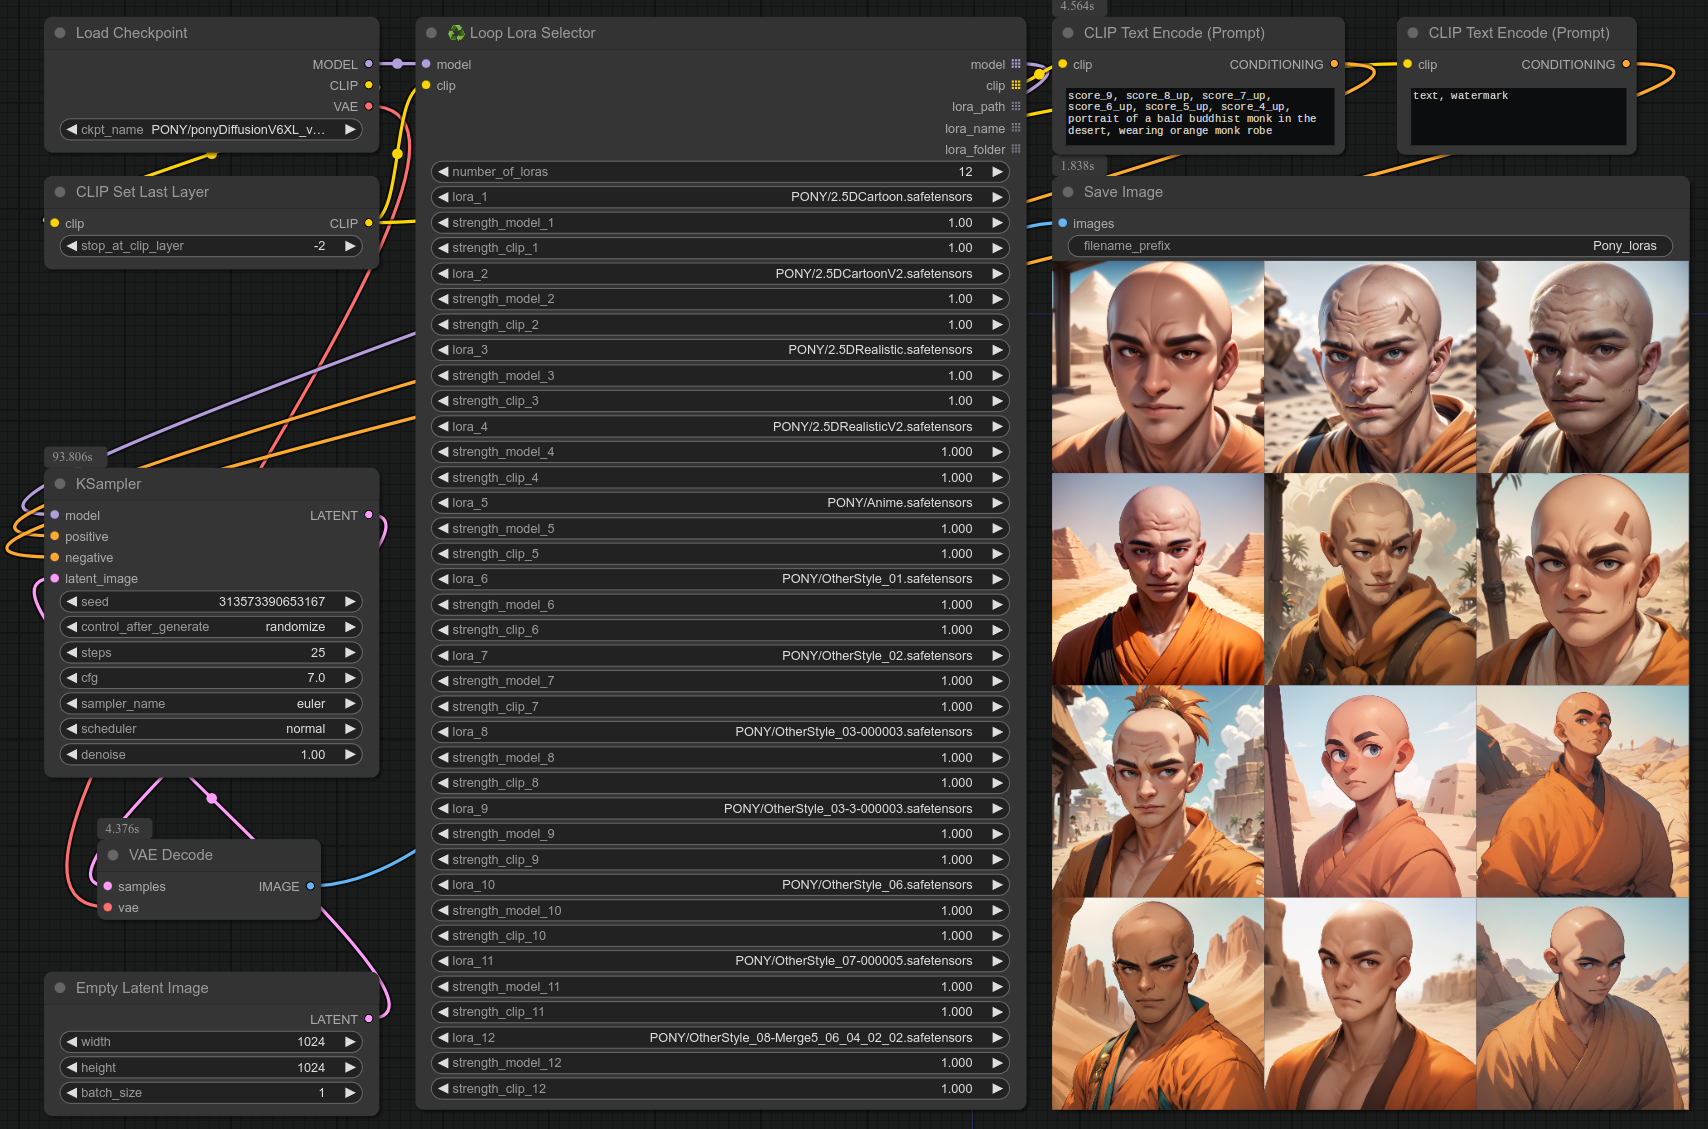 Load Checkpoint
MODEL
CLIP
VAE
ckpt_name PONY/ponyDiffusionV6XL_v...
CLIP Set Last Layer
clip CLIP
stop_at_clip_layer -2
93.806s
KSampler
model LATENT
positive
negative
latent_image
seed 313573390653167
control_after_generate randomize
steps 25
cfg 7.0
sampler_name euler
scheduler normal
denoise 1.00
4.376s
VAE Decode
samples IMAGE
vae
Empty Latent Image
LATENT
width 1024
height 1024
batch_size 1
♻️ Loop Lora Selector
model model
clip clip
lora_path
lora_name
lora_folder
number_of_loras 12
lora_1 PONY/2.5DCartoon.safetensors
strength_model_1 1.00
strength_clip_1 1.00
lora_2 PONY/2.5DCartoonV2.safetensors
strength_model_2 1.00
strength_clip_2 1.00
lora_3 PONY/2.5DRealistic.safetensors
strength_model_3 1.00
strength_clip_3 1.00
lora_4 PONY/2.5DRealisticV2.safetensors
strength_model_4 1.000
strength_clip_4 1.000
lora_5 PONY/Anime.safetensors
strength_model_5 1.000
strength_clip_5 1.000
lora_6 PONY/OtherStyle_01.safetensors
strength_model_6 1.000
strength_clip_6 1.000
lora_7 PONY/OtherStyle_02.safetensors
strength_model_7 1.000
strength_clip_7 1.000
lora_8 PONY/OtherStyle_03-000003.safetensors
strength_model_8 1.000
strength_clip_8 1.000
lora_9 PONY/OtherStyle_03-3-000003.safetensors
strength_model_9 1.000
strength_clip_9 1.000
lora_10 PONY/OtherStyle_06.safetensors
strength_model_10 1.000
strength_clip_10 1.000
lora_11 PONY/OtherStyle_07-000005.safetensors
strength_model_11 1.000
strength_clip_11 1.000
lora_12 PONY/OtherStyle_08-Merge5_06_04_02_02.safetensors
strength_model_12 1.000
strength_clip_12 1.000
4.564s
CLIP Text Encode (Prompt)
clip CONDITIONING
score_9, score_8_up, score_7_up,
score_6_up, score_5_up, score_4_up,
portrait of a bald buddhist monk in the
desert, wearing orange monk robe
CLIP Text Encode (Prompt)
clip CONDITIONING
text, watermark
1.838s
Save Image
images
filename_prefix Pony_loras